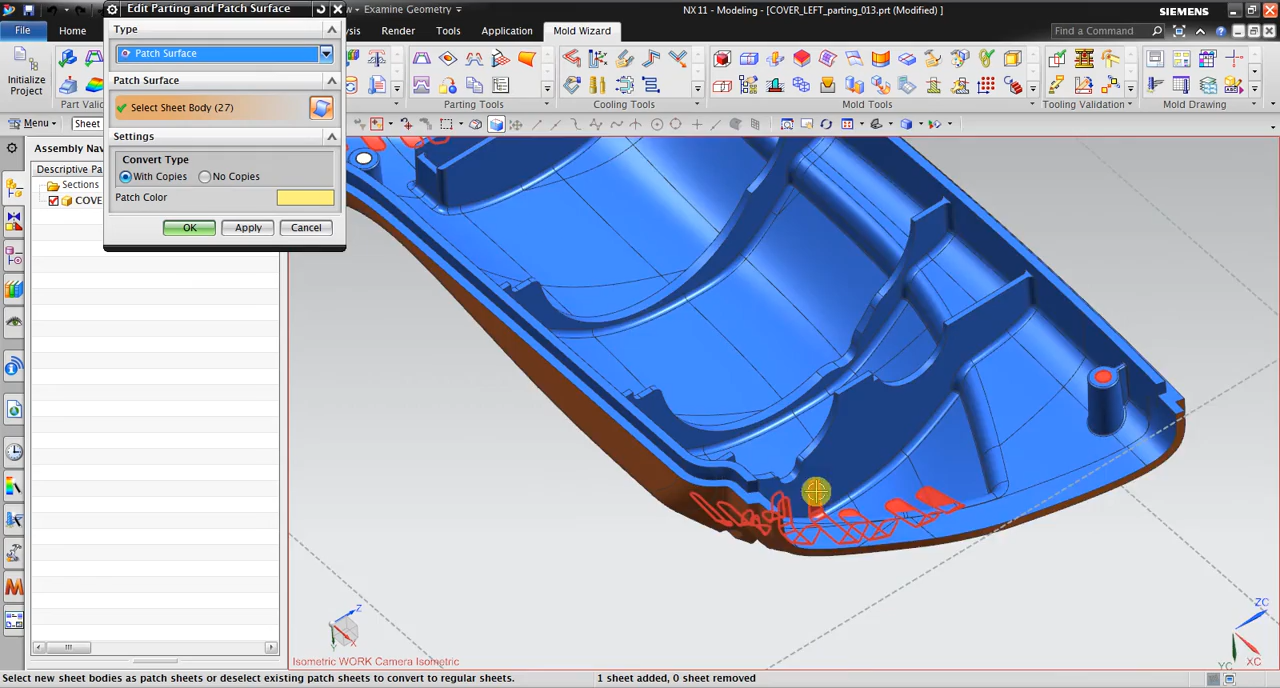 Edit Parting and Patch Surface
Examine Geometry
NX 11 - Modeling - [COVER_LEFT_parting_013.prt (Modified) ]
SIEMENS
File
Home
Render
Tools
Application
Mold Wizard
Find a Command
Type
Patch Surface
Initialize
Project
Patch Surface
Select Sheet Body (27)
Parting Tools
Cooling Tools
Mold Tools
Tooling Validation
Mold Drawing
Menu
Sheet
Settings
Assembly Nav
Convert Type
With Copies
No Copies
Descriptive Pa
Sections
COVE
Patch Color
OK
Apply
Cancel
Z
X
Y
ZC
YC
XC
Isometric WORK Camera Isometric
Select new sheet bodies as patch sheets or deselect existing patch sheets to convert to regular sheets.
1 sheet added, 0 sheet removed